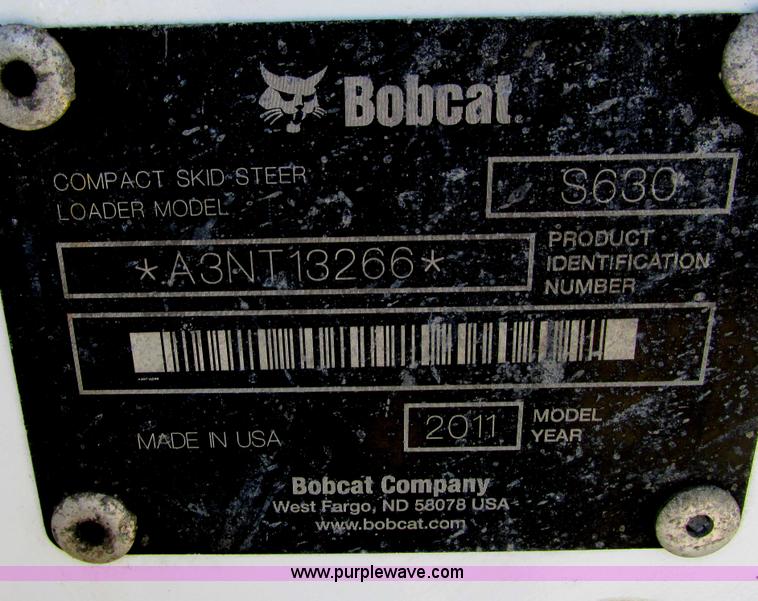 Bobcat
COMPACT SKID STEER
LOADER MODEL
S630
*A3NT13266*
PRODUCT
IDENTIFICATION
NUMBER
MADE IN USA
2011
MODEL
YEAR
Bobcat Company
West Fargo, ND 58078 USA
www.bobcat.com
www.purplewave.com